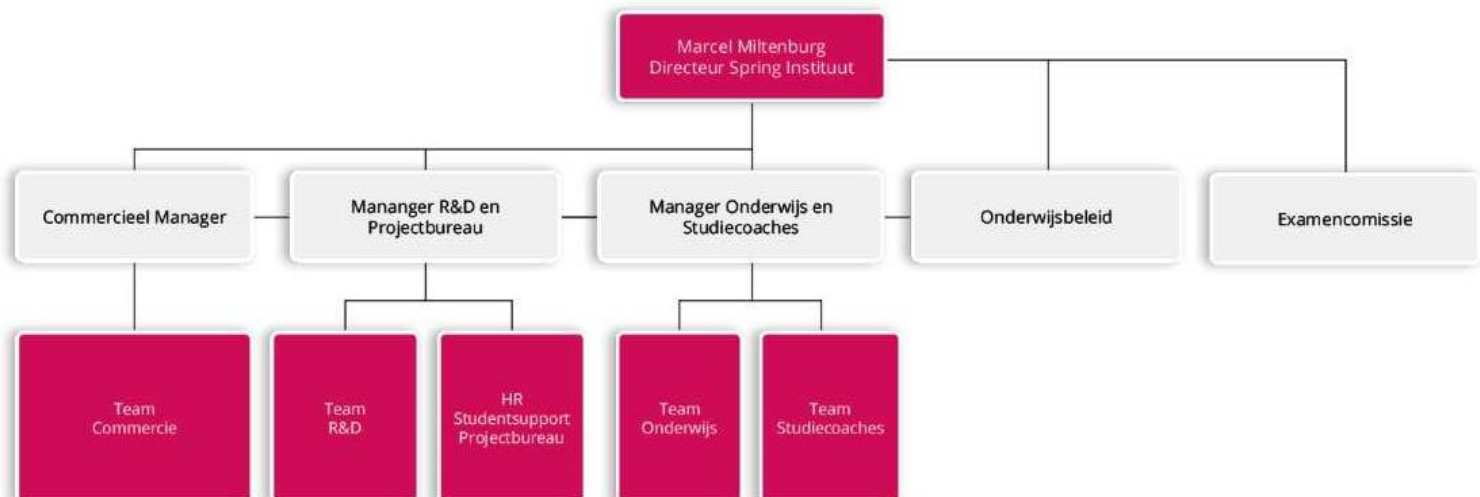 Marcel Miltenburg
Directeur Spring Instituut
Commercieel Manager
Mananger R&D en
Projectbureau
Manager Onderwijs en
Studiecoaches
Onderwijsbeleid
Examencomissie
Team
Commercie
Team
R&D
HR
Studentsupport
Projectbureau
Team
Onderwijs
Team
Studiecoaches